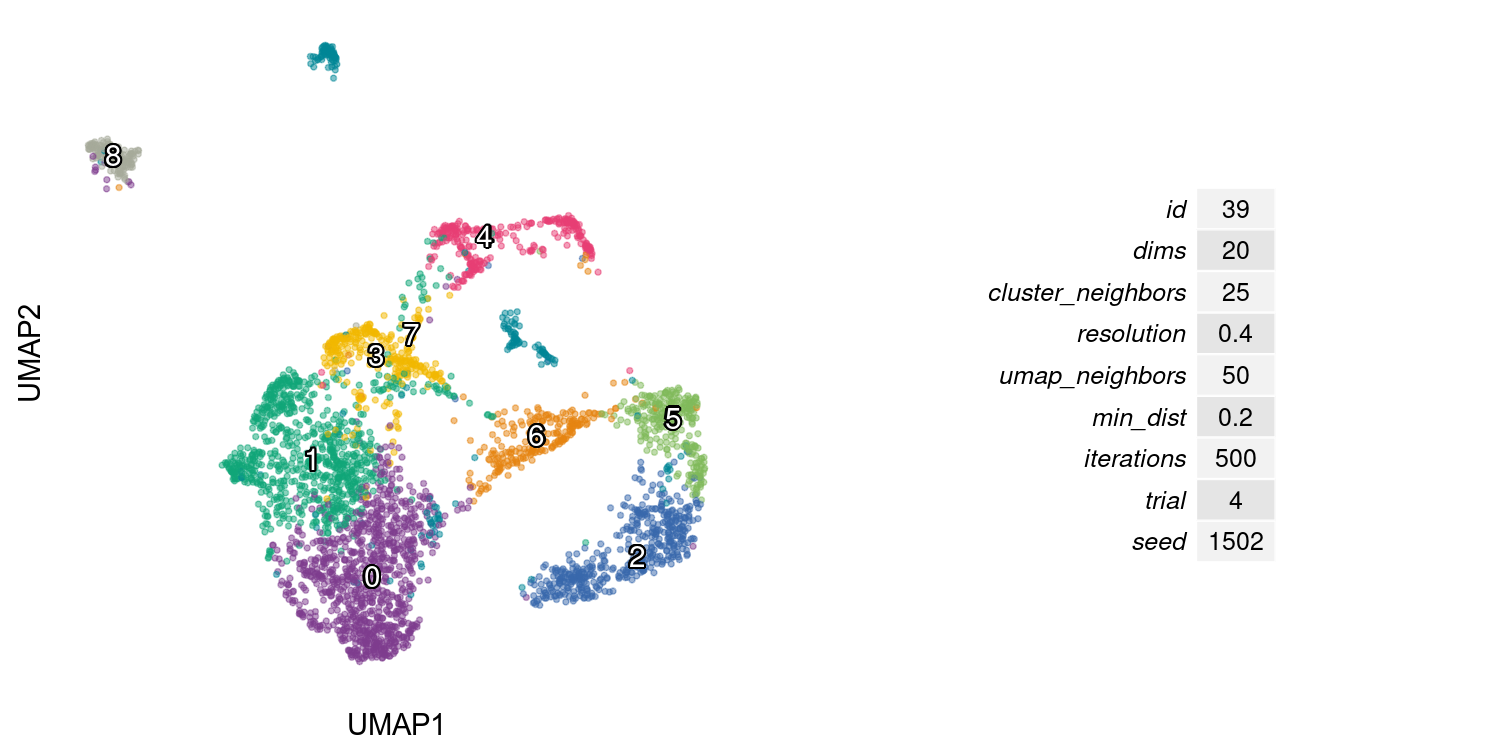 8
4
7
3
5
6
1
2
0
UMAP2
UMAP1
id 39
dims 20
cluster_neighbors 25
resolution 0.4
umap_neighbors 50
min_dist 0.2
iterations 500
trial 4
seed 1502